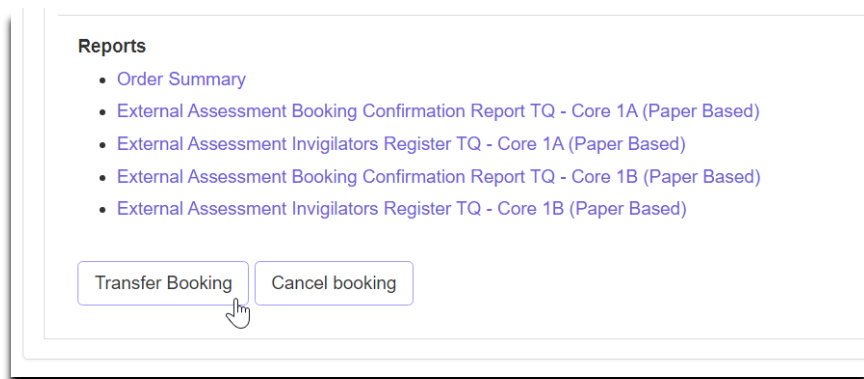 Reports
Order Summary
External Assessment Booking Confirmation Report TQ - Core 1A (Paper Based)
External Assessment Invigilators Register TQ - Core 1A (Paper Based)
External Assessment Booking Confirmation Report TQ - Core 1B (Paper Based)
External Assessment Invigilators Register TQ - Core 1B (Paper Based)
Transfer Booking Cancel booking